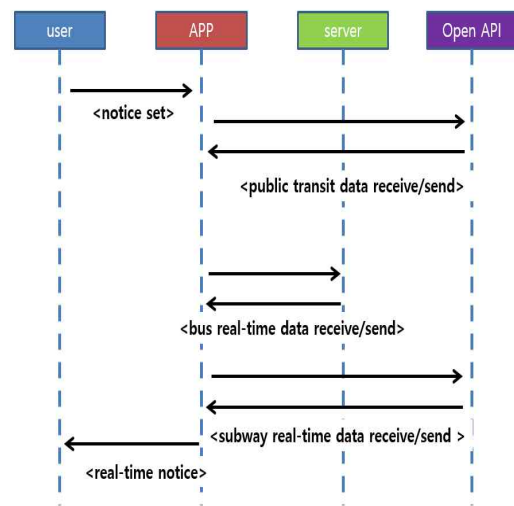 user
APP
server
Open API
<notice set>
<public transit data receive/send>
<bus real-time data receive/send>
<subway real-time data receive/send >
<real-time notice>